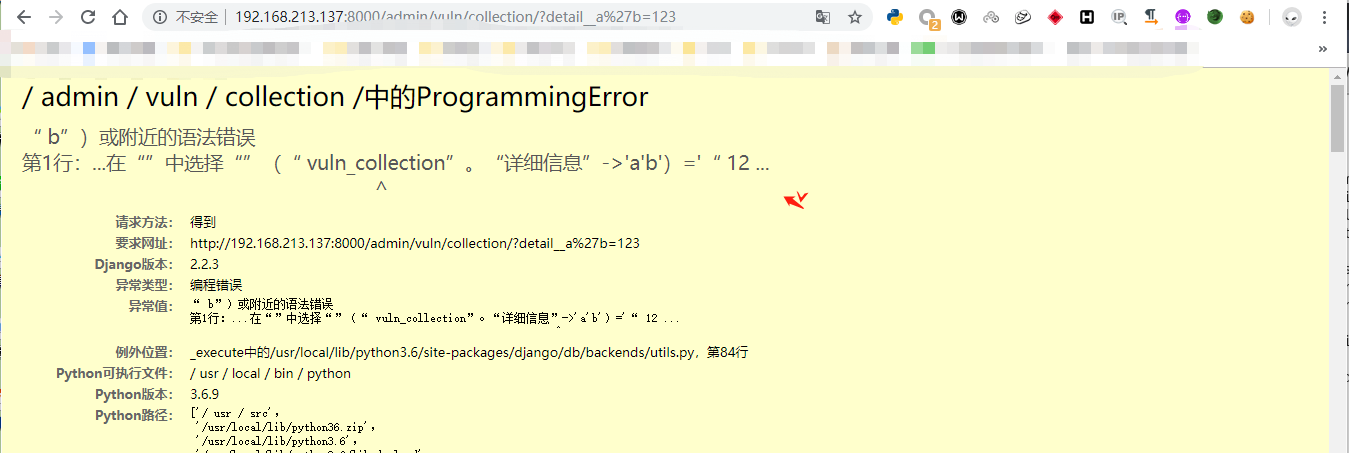 不安全 | 192.168.213.137:8000/admin/vuln/collection/?detail__a%27b=123
2
/ admin / vuln / collection /中的ProgrammingError
“ b”）或附近的语法错误
第1行：...在“”中选择“”（“ vuln_collection”。“详细信息”->'a'b'）='“ 12 ...
^
请求方法： 得到
要求网址： http://192.168.213.137:8000/admin/vuln/collection/?detail__a%27b=123
Django版本： 2.2.3
异常类型： 编程错误
异常值： “ b”）或附近的语法错误
第1行：...在“”中选择“”（“ vuln_collection”。“详细信息”->'a'b'）='“ 12 ...
^
例外位置： _execute中的/usr/local/lib/python3.6/site-packages/django/db/backends/utils.py，第84行
Python可执行文件： / usr / local / bin / python
Python版本： 3.6.9
Python路径： ['/ usr / src'，
'/usr/local/lib/python36.zip'，
'/usr/local/lib/python3.6'，